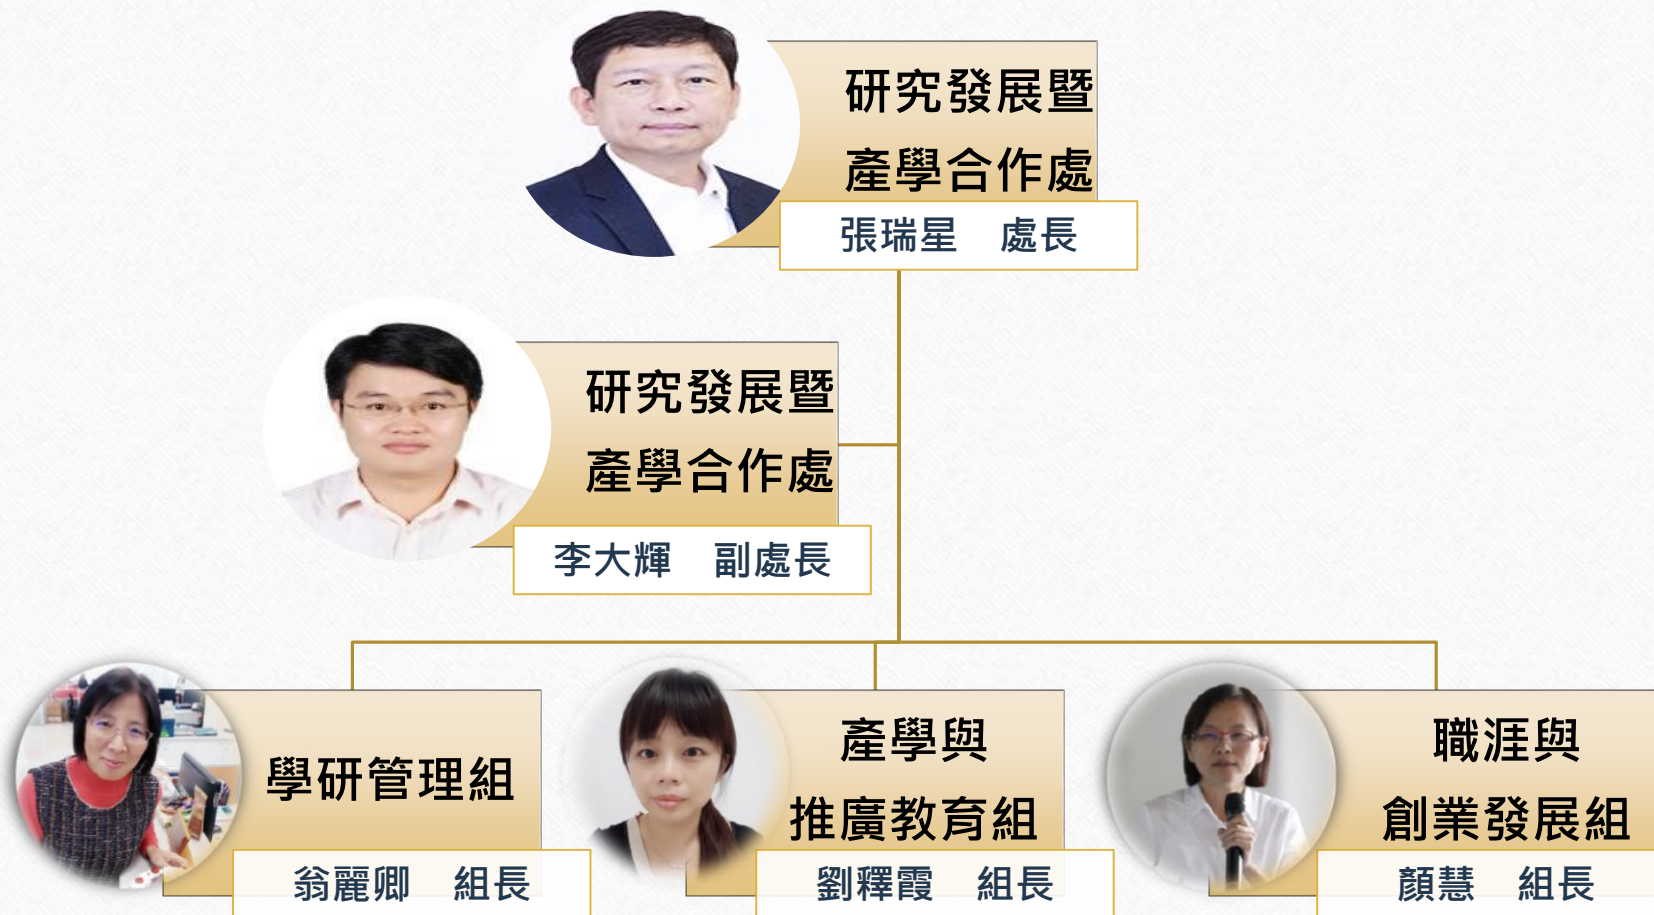 研究發展暨
產學合作處
張瑞星　處長
研究發展暨
產學合作處
李大輝　副處長
學研管理組
翁麗卿　組長
產學與
推廣教育組
劉釋霞　組長
職涯與
創業發展組
顏慧　組長